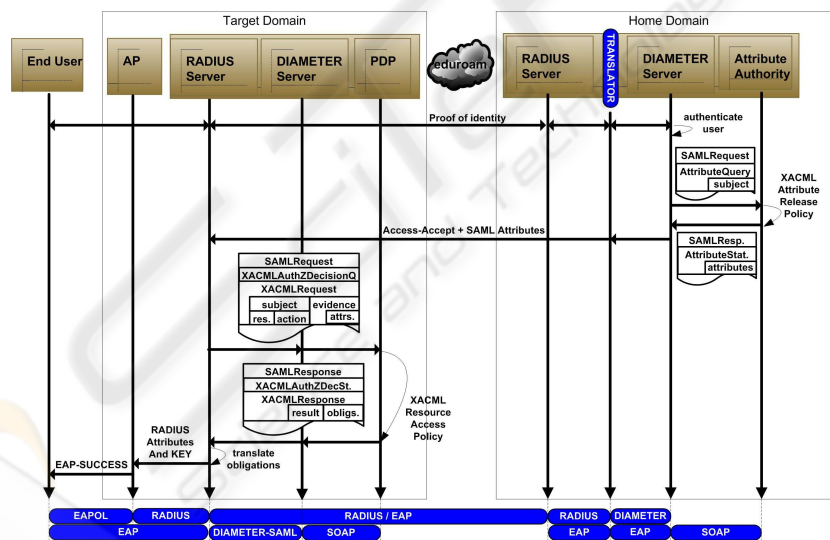 Target Domain
Home Domain
End User
AP
RADIUS
Server
DIAMETER
Server
PDP
eduroam
RADIUS
Server
TRANSLATOR
DIAMETER
Server
Attribute
Authority
Proof of identity
authenticate
user
SAMLRequest
AttributeQuery
subject
XACML
Attribute
Release
Policy
Access-Accept + SAML Attributes
SAMLResp.
AttributeStat.
attributes
SAMLRequest
XACMLAuthZDecisionQ
XACMLRequest
subject evidence
res. action attrs.
SAMLResponse
XACMLAuthZDecSt.
XACMLResponse
result obligs.
XACML
Resource
Access
Policy
RADIUS
Attributes
And KEY
translate
obligations
EAP-SUCCESS
EAPOL RADIUS RADIUS / EAP RADIUS DIAMETER
EAP DIAMETER-SAML SOAP EAP EAP SOAP